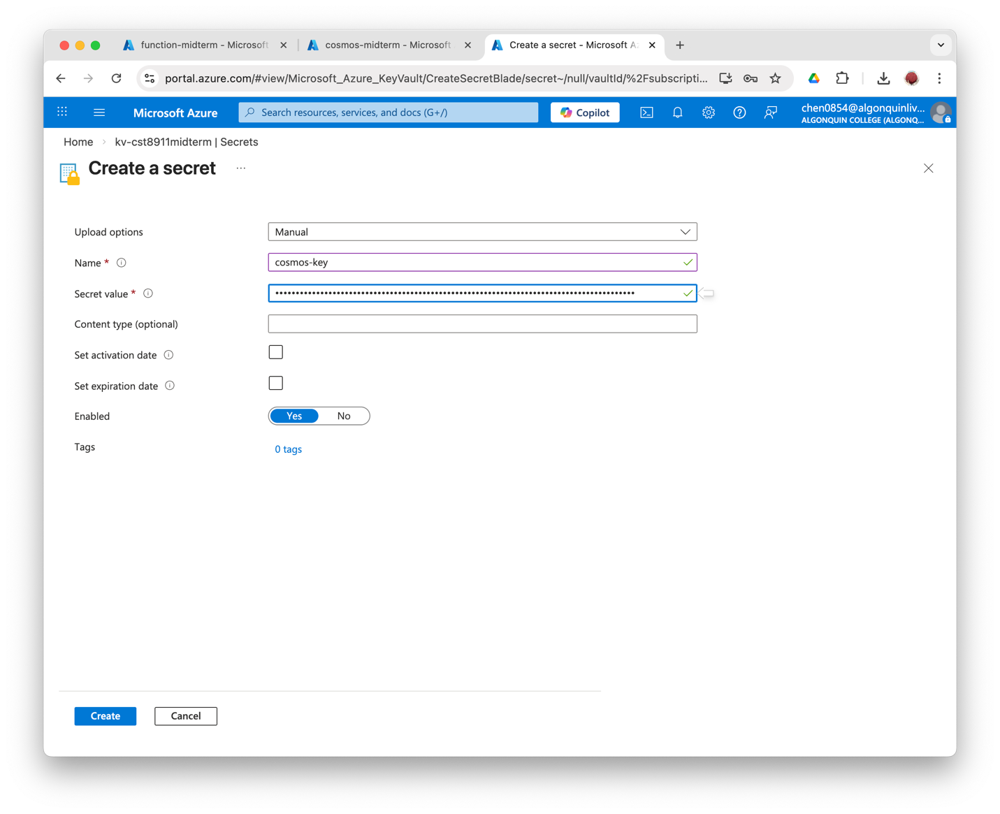 function-midterm - Microsoft
cosmos-midterm - Microsoft
Create a secret - Microsoft A
portal.azure.com/#view/Microsoft_Azure_KeyVault/CreateSecretBlade/secret~/null/vaultId/%2Fsubscripti...
Microsoft Azure
Search resources, services, and docs (G+/)
Copilot
chen0854@algonquinliv...
ALGONQUIN COLLEGE (ALGONQ...
Home > kv-cst8911midterm | Secrets
Create a secret ...
Upload options
Manual
Name *
cosmos-key
Secret value *
Content type (optional)
Set activation date
Set expiration date
Enabled
Yes No
Tags
0 tags
Create
Cancel